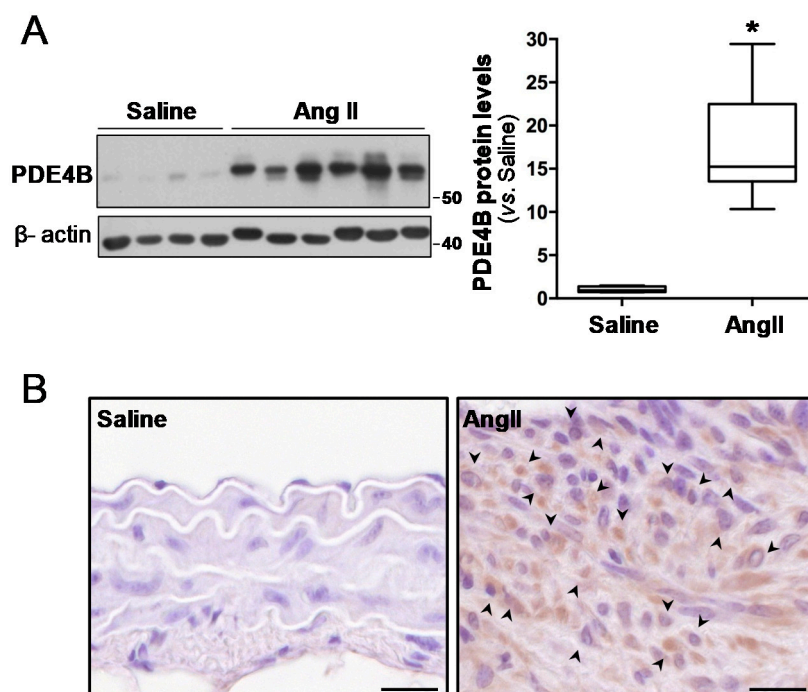 A
Saline Ang II
PDE4B
-50
β- actin
-40
PDE4B protein levels
(vs. Saline)
30
25
20
15
10
5
0
*
Saline AngII
B
Saline
AngII